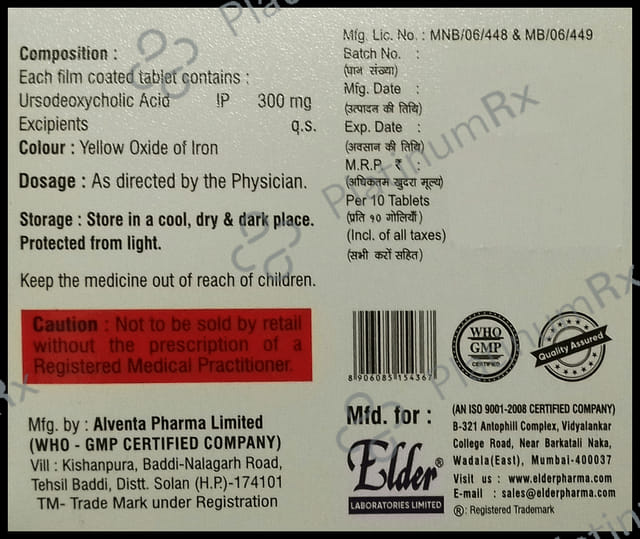 Composition :
Each film coated tablet contains :
Ursodeoxycholic Acid IP 300 mg
Excipients q.s.
Colour : Yellow Oxide of Iron
Dosage : As directed by the Physician.
Storage : Store in a cool, dry & dark place.
Protected from light.
Keep the medicine out of reach of children.
Caution : Not to be sold by retail
without the prescription of a
Registered Medical Practitioner.
Mfg. by : Alventa Pharma Limited
(WHO - GMP CERTIFIED COMPANY)
Vill : Kishanpura, Baddi-Nalagarh Road,
Tehsil Baddi, Distt. Solan (H.P.)-174101
TM- Trade Mark under Registration
Mfg. Lic. No. : MNB/06/448 & MB/06/449
Batch No. :
(पान संख्या)
Mfg. Date :
(उत्पादन की तिथि)
Exp. Date :
(अवसान की तिथि)
M.R.P. ₹ :
(अधिकतम खुदरा मूल्य)
Per 10 Tablets
(प्रति १० गोलियाँ)
(Incl. of all taxes)
(सभी करों सहित)
8 906085 154367
WHO
GMP
CERTIFIED
Quality Assured
Mfd. for :
Elder®
LABORATORIES LIMITED
(AN ISO 9001-2008 CERTIFIED COMPANY)
B-321 Antophill Complex, Vidyalankar
College Road, Near Barkatali Naka,
Wadala(East), Mumbai-400037
Visit us : www.elderpharma.com
E-mail : sales@elderpharma.com
®: Registered Trademark
PlatinumRx
PlatinumRx
PlatinumRx